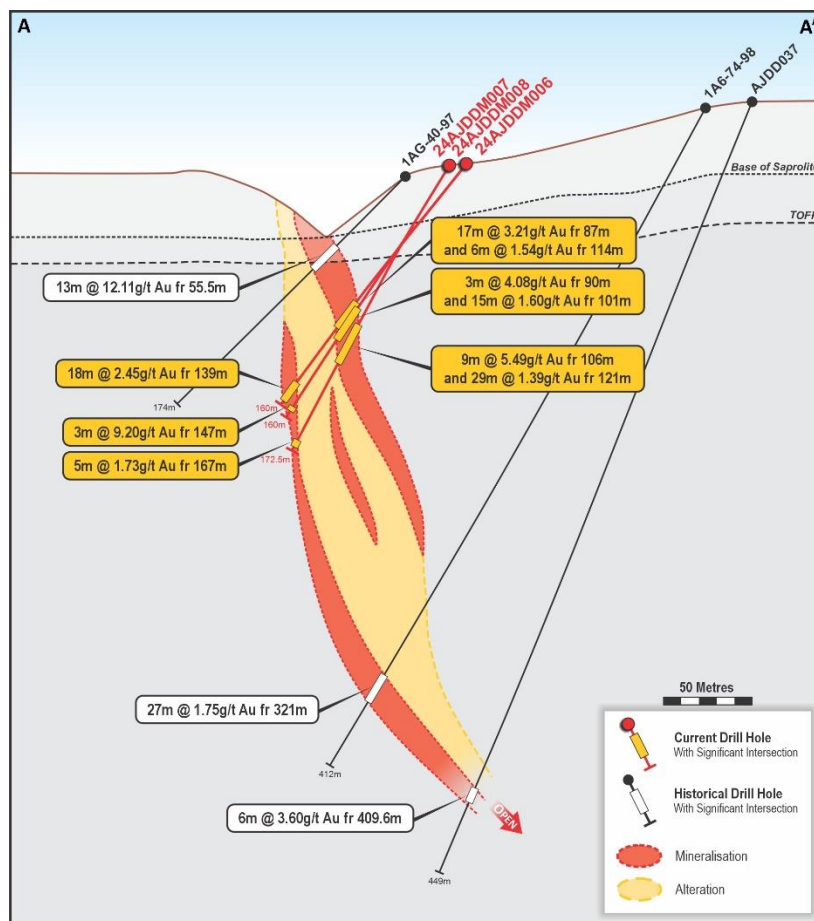 A
A'
1AG-40-97
24AJDDM007
24AJDDM008
24AJDDM006
1A6-74-98
AJDD037
Base of Saprolite
TOFR
17m @ 3.21g/t Au fr 87m
and 6m @ 1.54g/t Au fr 114m
13m @ 12.11g/t Au fr 55.5m
3m @ 4.08g/t Au fr 90m
and 15m @ 1.60g/t Au fr 101m
9m @ 5.49g/t Au fr 106m
and 29m @ 1.39g/t Au fr 121m
18m @ 2.45g/t Au fr 139m
174m
160m
160m
3m @ 9.20g/t Au fr 147m
5m @ 1.73g/t Au fr 167m
172.5m
27m @ 1.75g/t Au fr 321m
412m
6m @ 3.60g/t Au fr 409.6m
OPEN
449m
50 Metres
Current Drill Hole
With Significant Intersection
Historical Drill Hole
With Significant Intersection
Mineralisation
Alteration